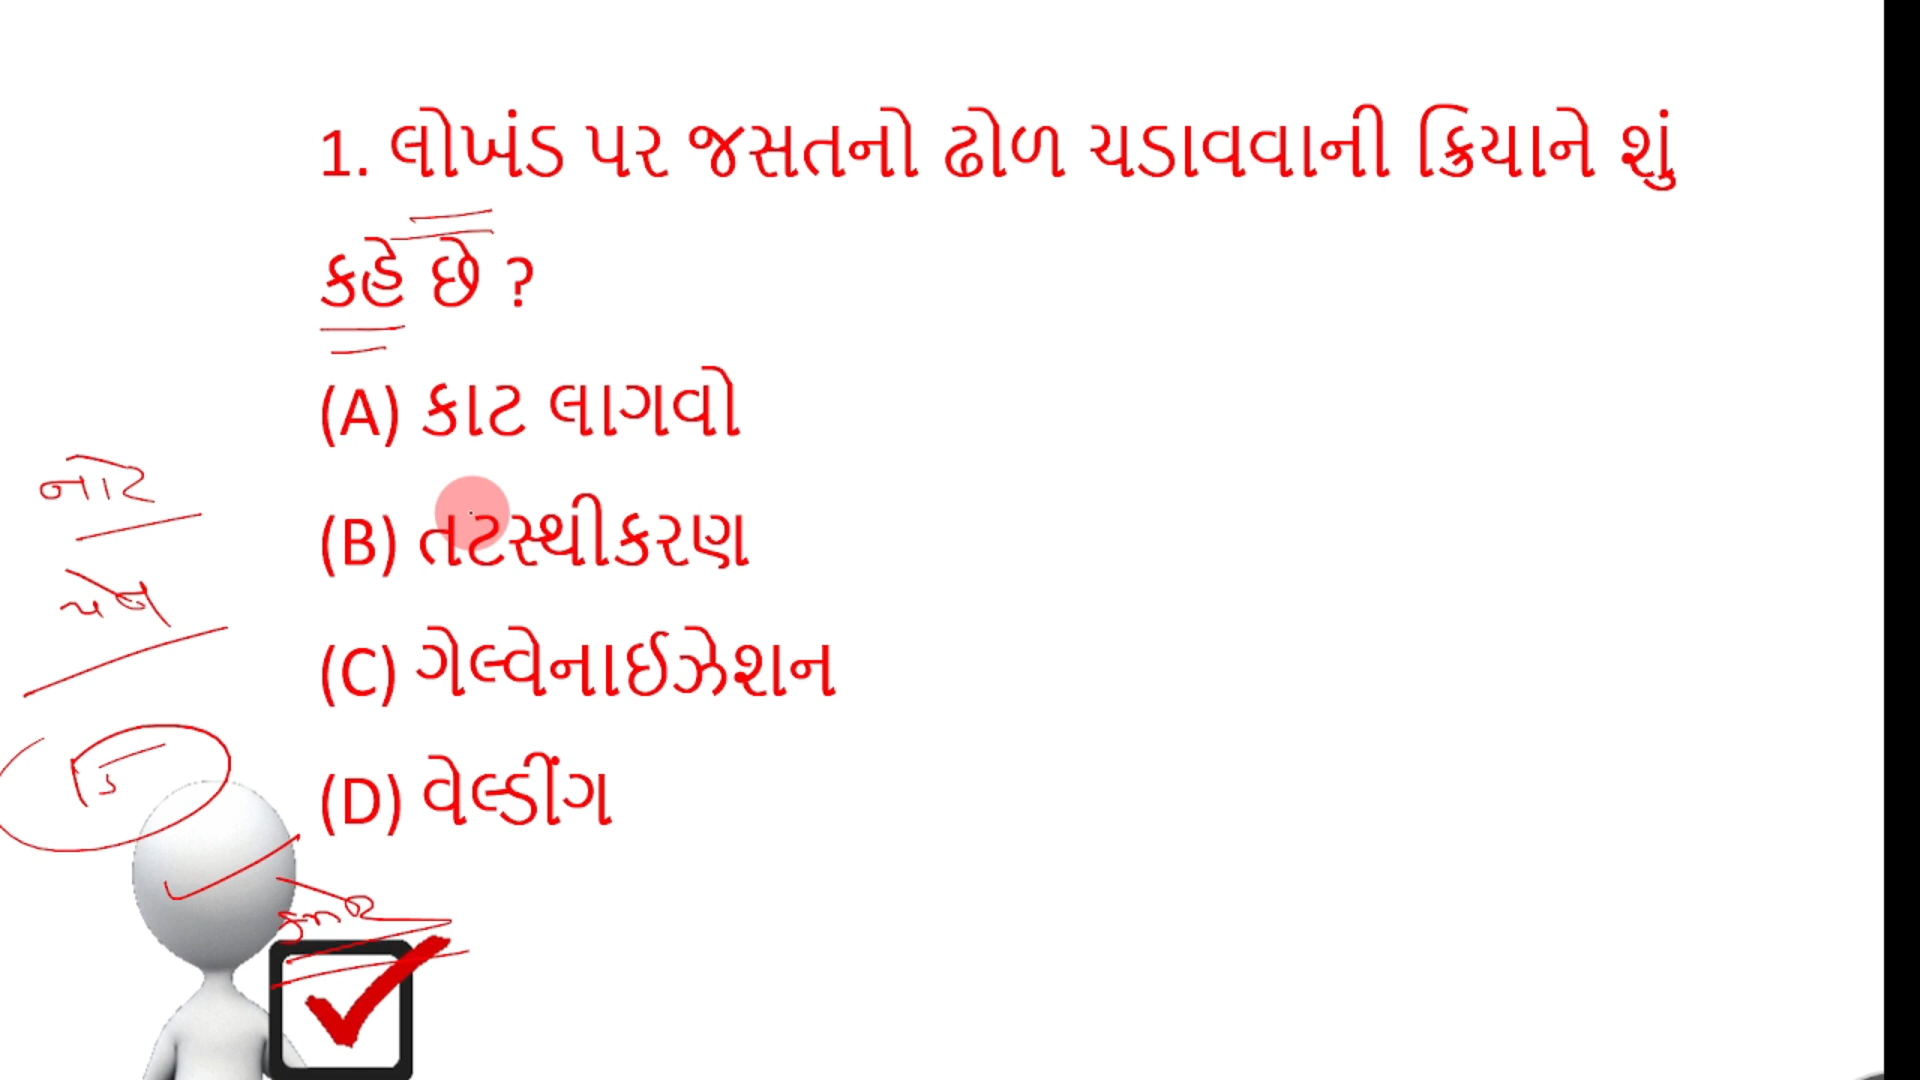 1. લોખંડ પર જસતનો ઢોળ ચડાવવાની ક્રિયાને શું
કહે છે ?
(A) કાટ લાગવો
(B) તટસ્થીકરણ
(C) ગેલ્વેનાઈઝેશન
(D) વેલ્ડીંગ